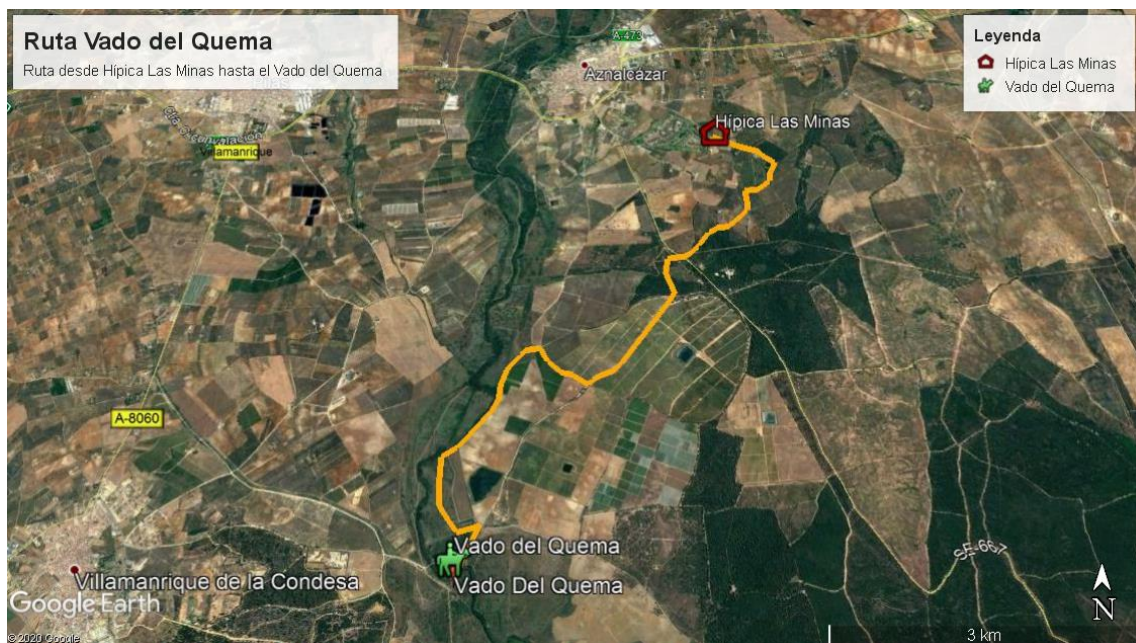 Ruta Vado del Quema
Ruta desde Hípica Las Minas hasta el Vado del Quema
Leyenda
Hípica Las Minas
Vado del Quema
A-473
Aznalcázar
Hípica Las Minas
Villamanrique
A-8060
SE-667
Vado del Quema
Vado Del Quema
Villamanrique de la Condesa
Google Earth
© 2020 Google
N
3 km